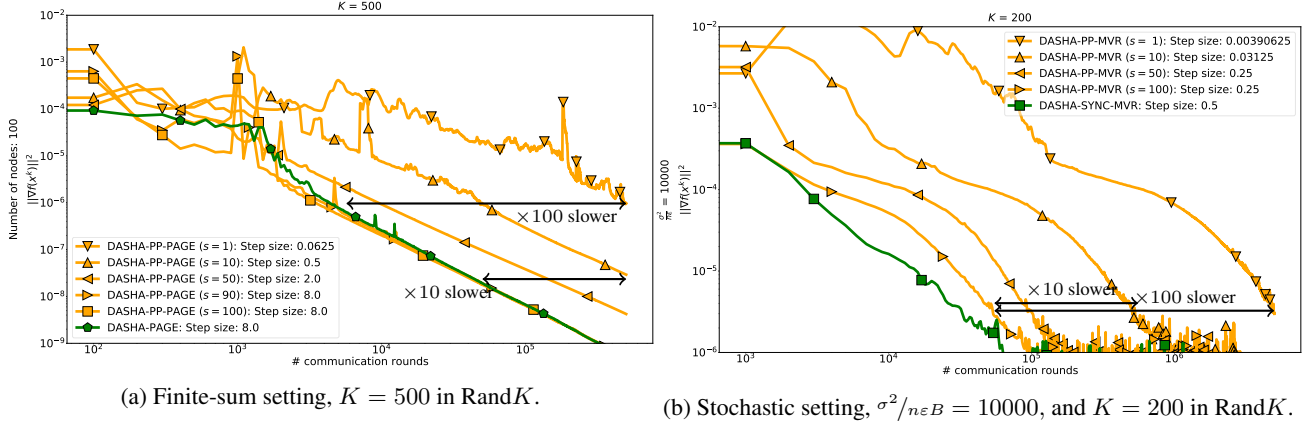 K = 500
10^{-2}
10^{-3}
10^{-4}
10^{-5}
10^{-6}
10^{-7}
10^{-8}
10^{-9}
Number of nodes: 100
||∇f(x^k)||^2
×100 slower
×10 slower
DASHA-PP-PAGE (s= 1): Step size: 0.0625
DASHA-PP-PAGE (s= 10): Step size: 0.5
DASHA-PP-PAGE (s= 50): Step size: 2.0
DASHA-PP-PAGE (s= 90): Step size: 8.0
DASHA-PP-PAGE (s= 100): Step size: 8.0
DASHA-PAGE: Step size: 8.0
10^2
10^3
10^4
10^5
# communication rounds
(a) Finite-sum setting, K = 500 in RandK.
K = 200
10^{-2}
10^{-3}
10^{-4}
10^{-5}
10^{-6}
σ^2/nε = 10000
||∇f(x^k)||^2
DASHA-PP-MVR (s= 1): Step size: 0.00390625
DASHA-PP-MVR (s= 10): Step size: 0.03125
DASHA-PP-MVR (s= 50): Step size: 0.25
DASHA-PP-MVR (s= 100): Step size: 0.25
DASHA-SYNC-MVR: Step size: 0.5
×10 slower
×100 slower
10^3
10^4
10^5
10^6
# communication rounds
(b) Stochastic setting, σ^2/nεB = 10000, and K = 200 in RandK.